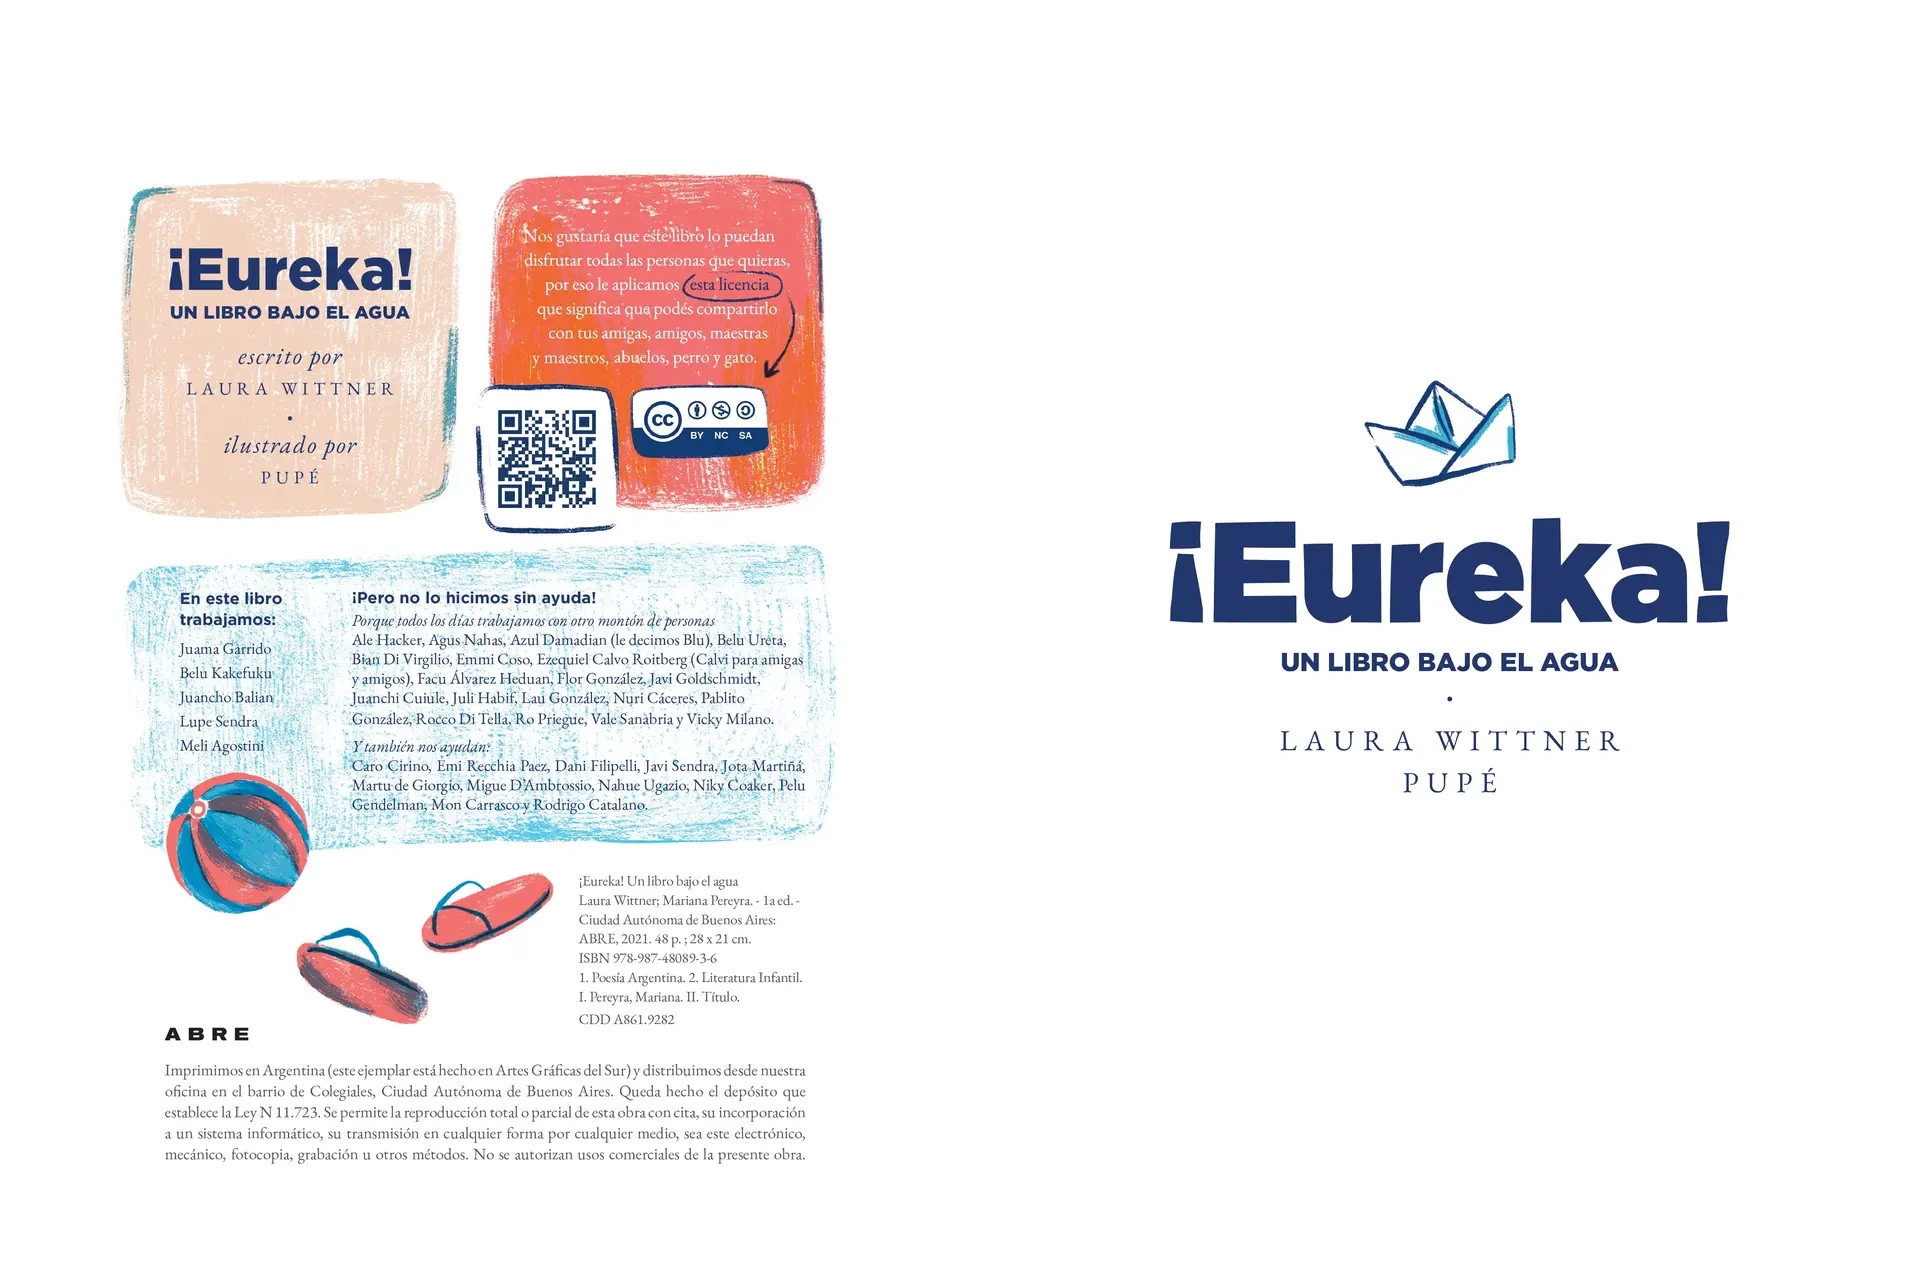 ¡Eureka!
UN LIBRO BAJO EL AGUA
escrito por
LAURA WITTNER
•
ilustrado por
PUPÉ
Nos gustaría que este libro lo puedan
disfrutar todas las personas que quieras,
por eso le aplicamos esta licencia
que significa que podés compartirlo
con tus amigas, amigos, maestras
y maestros, abuelos, perro y gato.
CC
BY NC SA
En este libro
trabajamos:
Juama Garrido
Belu Kakefuku
Juancho Balian
Lupe Sendra
Meli Agostini
¡Pero no lo hicimos sin ayuda!
Porque todos los días trabajamos con otro montón de personas
Ale Hacker, Agus Nahas, Azul Damadian (le decimos Blu), Belu Ureta,
Bian Di Virgilio, Emmi Coso, Ezequiel Calvo Roitberg (Calvi para amigas
y amigos), Facu Álvarez Heduan, Flor González, Javi Goldschmidt,
Juanchi Cuiule, Juli Habif, Lau González, Nuri Cáceres, Pablito
González, Rocco Di Tella, Ro Priegue, Vale Sanabria y Vicky Milano.
Y también nos ayudan:
Caro Cirino, Emi Recchia Paez, Dani Filipelli, Javi Sendra, Jota Martiñá,
Martu de Giorgio, Migue D'Ambrossio, Nahue Ugazio, Niky Coaker, Pelu
Gendelman, Mon Carrasco y Rodrigo Catalano.
¡Eureka! Un libro bajo el agua
Laura Wittner; Mariana Pereyra. - 1a ed. -
Ciudad Autónoma de Buenos Aires:
ABRE, 2021. 48 p. ; 28 x 21 cm.
ISBN 978-987-48089-3-6
1. Poesía Argentina. 2. Literatura Infantil.
I. Pereyra, Mariana. II. Título.
CDD A861.9282
ABRE
Imprimimos en Argentina (este ejemplar está hecho en Artes Gráficas del Sur) y distribuimos desde nuestra
oficina en el barrio de Colegiales, Ciudad Autónoma de Buenos Aires. Queda hecho el depósito que
establece la Ley N 11.723. Se permite la reproducción total o parcial de esta obra con cita, su incorporación
a un sistema informático, su transmisión en cualquier forma por cualquier medio, sea este electrónico,
mecánico, fotocopia, grabación u otros métodos. No se autorizan usos comerciales de la presente obra.
¡Eureka!
UN LIBRO BAJO EL AGUA
•
LAURA WITTNER
PUPÉ